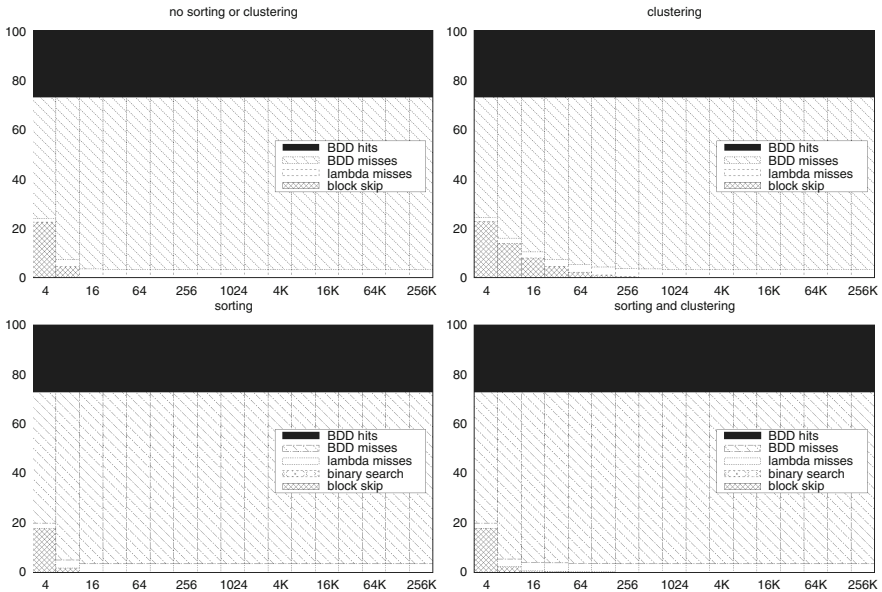 no sorting or clustering
100
80
60
40
20
0
BDD hits
BDD misses
lambda misses
block skip
4 16 64 256 1024 4K 16K 64K 256K
clustering
100
80
60
40
20
0
BDD hits
BDD misses
lambda misses
block skip
4 16 64 256 1024 4K 16K 64K 256K
sorting
100
80
60
40
20
0
BDD hits
BDD misses
lambda misses
binary search
block skip
4 16 64 256 1024 4K 16K 64K 256K
sorting and clustering
100
80
60
40
20
0
BDD hits
BDD misses
lambda misses
binary search
block skip
4 16 64 256 1024 4K 16K 64K 256K